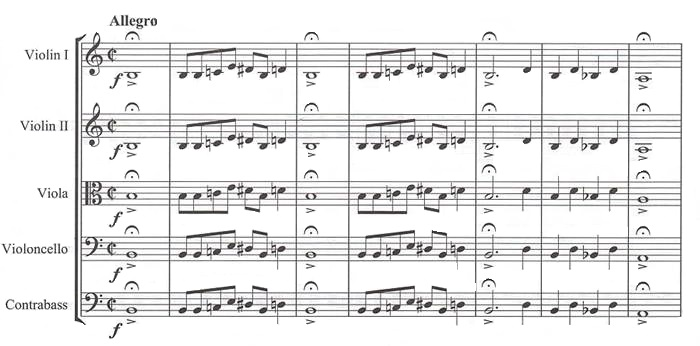 Allegro
Violin I
f
Violin II
f
Viola
f
Violoncello
f
Contrabass
f